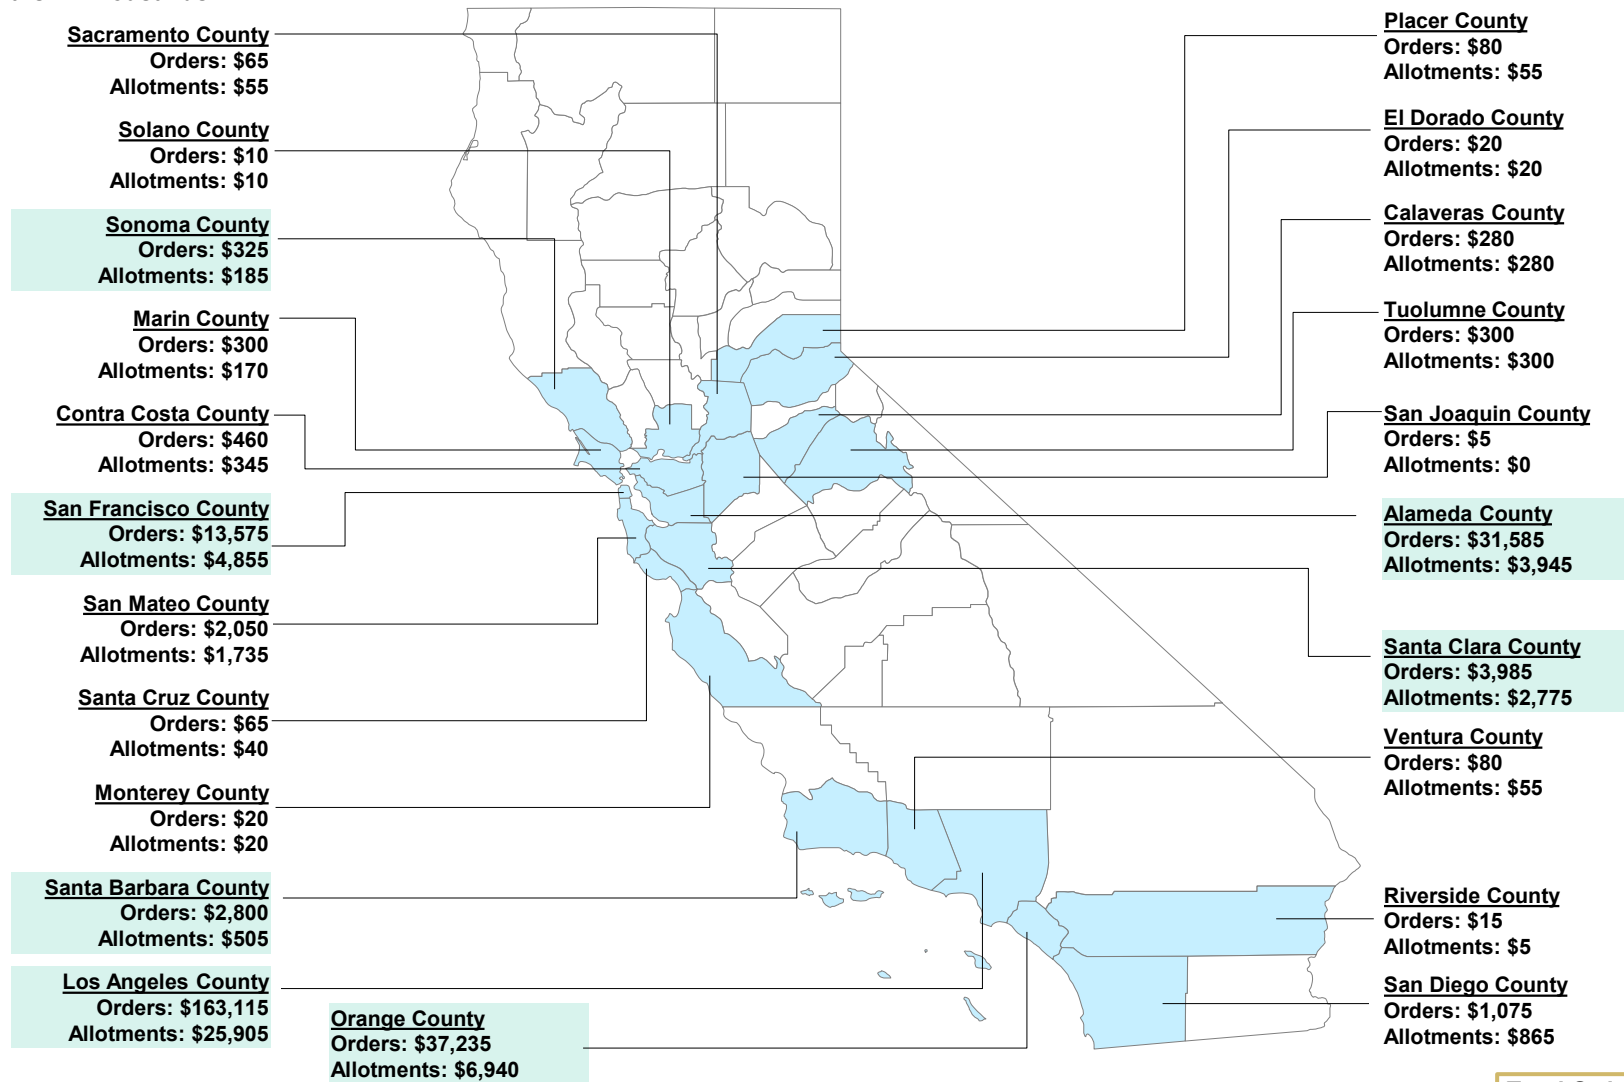 Sacramento County
Orders: $65
Allotments: $55
Solano County
Orders: $10
Allotments: $10
Sonoma County
Orders: $325
Allotments: $185
Marin County
Orders: $300
Allotments: $170
Contra Costa County
Orders: $460
Allotments: $345
San Francisco County
Orders: $13,575
Allotments: $4,855
San Mateo County
Orders: $2,050
Allotments: $1,735
Santa Cruz County
Orders: $65
Allotments: $40
Monterey County
Orders: $20
Allotments: $20
Santa Barbara County
Orders: $2,800
Allotments: $505
Los Angeles County
Orders: $163,115
Allotments: $25,905
Orange County
Orders: $37,235
Allotments: $6,940
Placer County
Orders: $80
Allotments: $55
El Dorado County
Orders: $20
Allotments: $20
Calaveras County
Orders: $280
Allotments: $280
Tuolumne County
Orders: $300
Allotments: $300
San Joaquin County
Orders: $5
Allotments: $0
Alameda County
Orders: $31,585
Allotments: $3,945
Santa Clara County
Orders: $3,985
Allotments: $2,775
Ventura County
Orders: $80
Allotments: $55
Riverside County
Orders: $15
Allotments: $5
San Diego County
Orders: $1,075
Allotments: $865